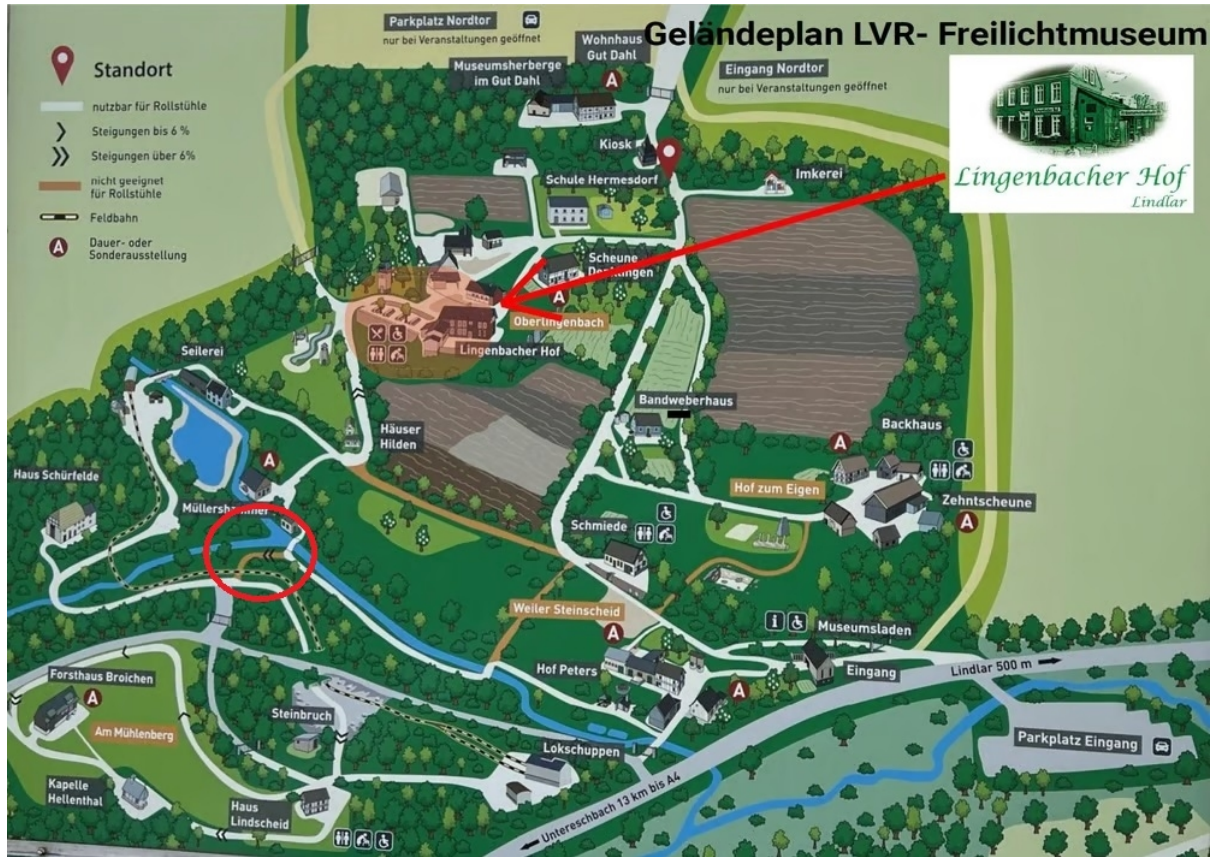 Geländeplan LVR- Freilichtmuseum
Parkplatz Nordtor
nur bei Veranstaltungen geöffnet
Wohnhaus
Gut Dahl
A
Museumsherberge
im Gut Dahl
Eingang Nordtor
nur bei Veranstaltungen geöffnet
Lingenbacher Hof
Lindlar
Standort
nutzbar für Rollstühle
Steigungen bis 6 %
Steigungen über 6%
nicht geeignet
für Rollstühle
Feldbahn
A
Dauer- oder
Sonderausstellung
Kiosk
Schule Hermesdorf
Imkerei
Scheune
A
Oberlingenbach
Lingenbacher Hof
Seilerei
Bandweberhaus
Häuser
Hilden
Backhaus
A
Haus Schürfelde
A
Hof zum Eigen
Zehntscheune
A
Müllershammer
Schmiede
Weiler Steinscheid
A
i
Museumsladen
Eingang
Hof Peters
A
Lindlar 500 m
Forsthaus Broichen
A
Am Mühlenberg
Steinbruch
Lokschuppen
Parkplatz Eingang
Kapelle
Hellenthal
Haus
Lindscheid
Untereschbach 13 km bis A4